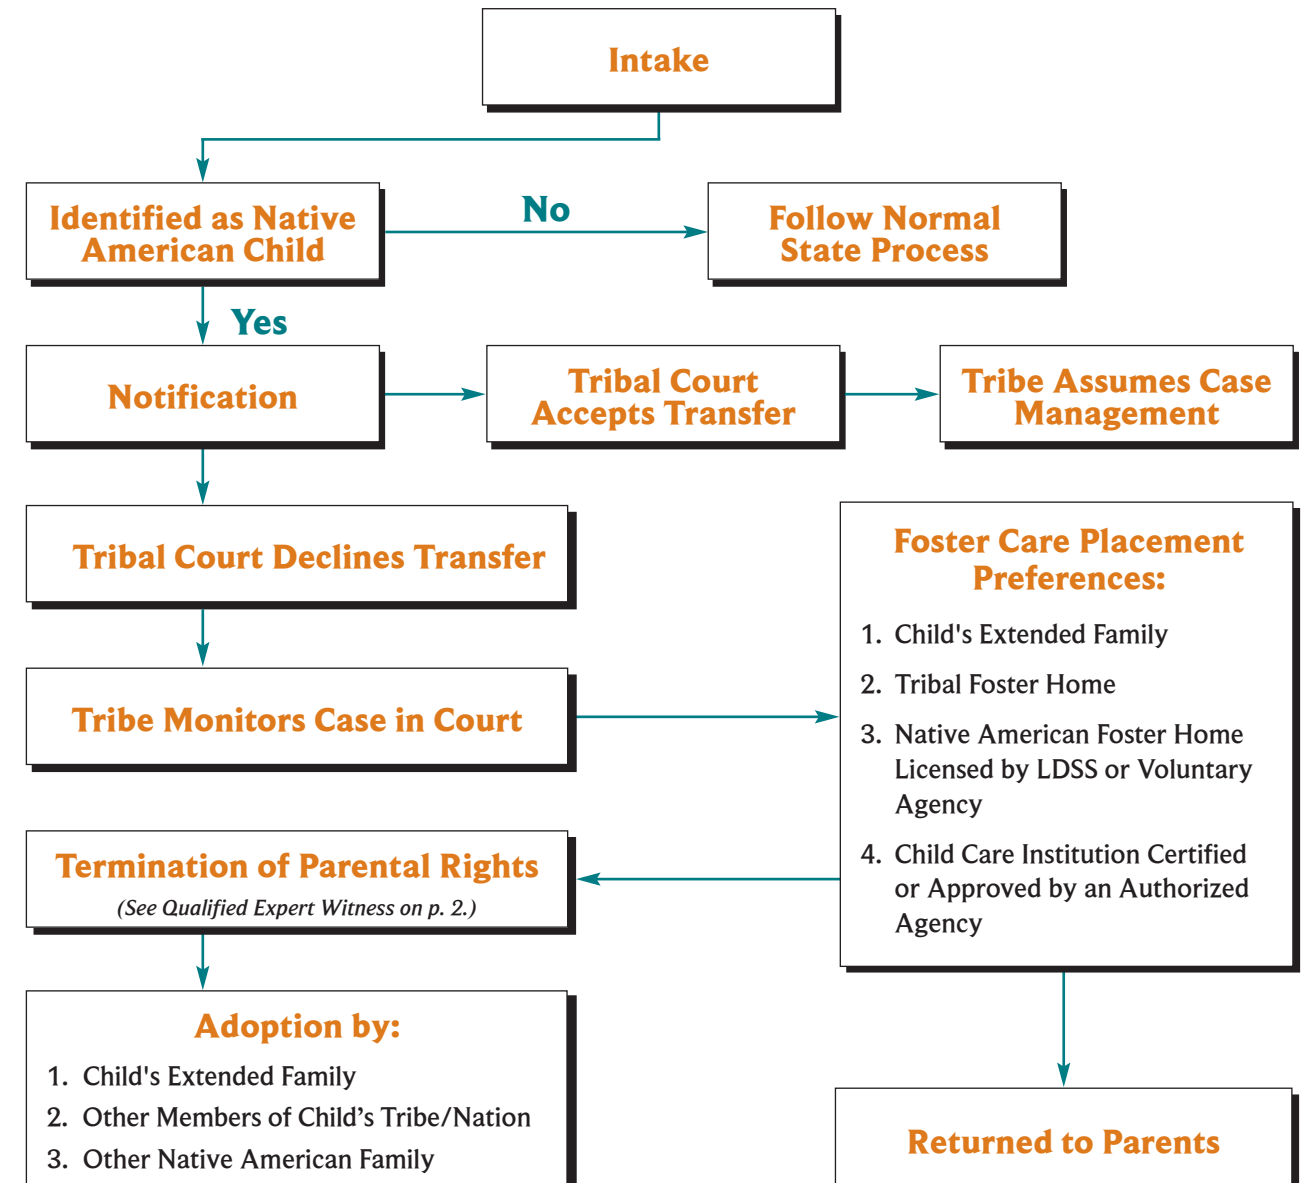 Intake
Identified as Native
American Child
No
Follow Normal
State Process
Yes
Notification
Tribal Court
Accepts Transfer
Tribe Assumes Case
Management
Tribal Court Declines Transfer
Foster Care Placement
Preferences:
1. Child's Extended Family
2. Tribal Foster Home
3. Native American Foster Home
Licensed by LDSS or Voluntary
Agency
4. Child Care Institution Certified
or Approved by an Authorized
Agency
Tribe Monitors Case in Court
Termination of Parental Rights
(See Qualified Expert Witness on p. 2.)
Adoption by:
1. Child's Extended Family
2. Other Members of Child’s Tribe/Nation
3. Other Native American Family
Returned to Parents